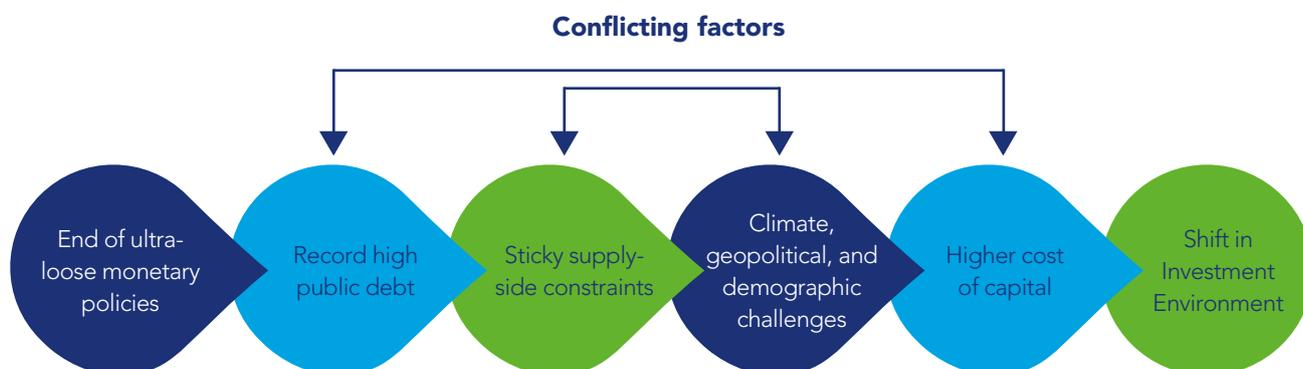 Conflicting factors
End of ultra-
loose monetary
policies
Record high
public debt
Sticky supply-
side constraints
Climate,
geopolitical, and
demographic
challenges
Higher cost
of capital
Shift in
Investment
Environment